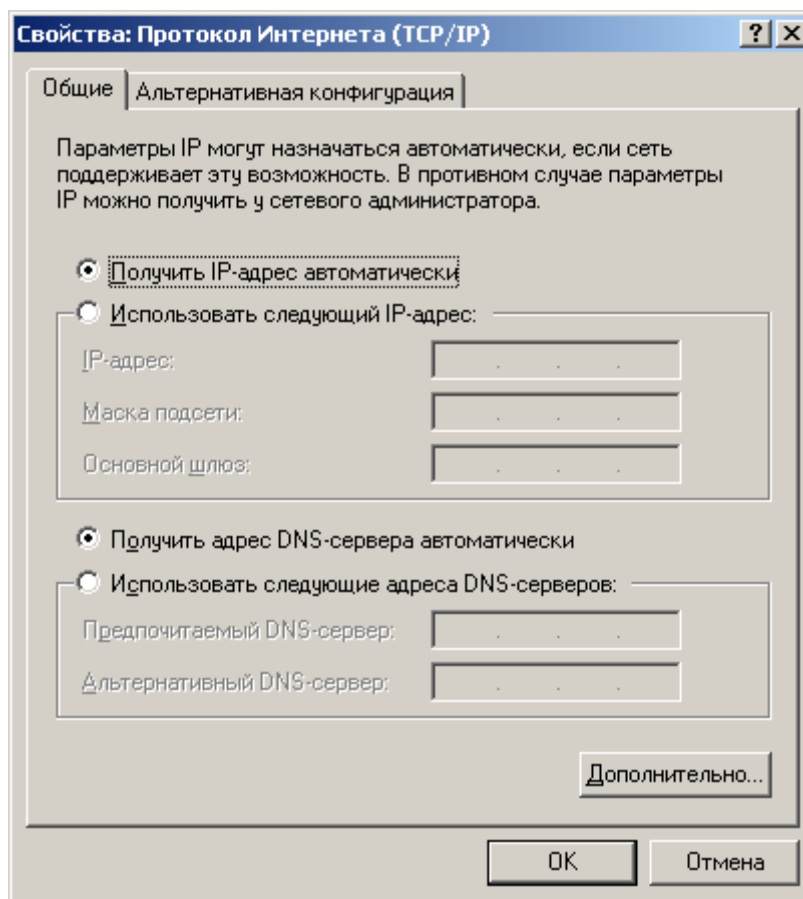 Свойства: Протокол Интернета (TCP/IP)
Общие
Альтернативная конфигурация
Параметры IP могут назначаться автоматически, если сеть
поддерживает эту возможность. В противном случае параметры
IP можно получить у сетевого администратора.
Получить IP-адрес автоматически
Использовать следующий IP-адрес:
IP-адрес:
Маска подсети:
Основной шлюз:
Получить адрес DNS-сервера автоматически
Использовать следующие адреса DNS-серверов:
Предпочитаемый DNS-сервер:
Альтернативный DNS-сервер:
Дополнительно...
OK
Отмена